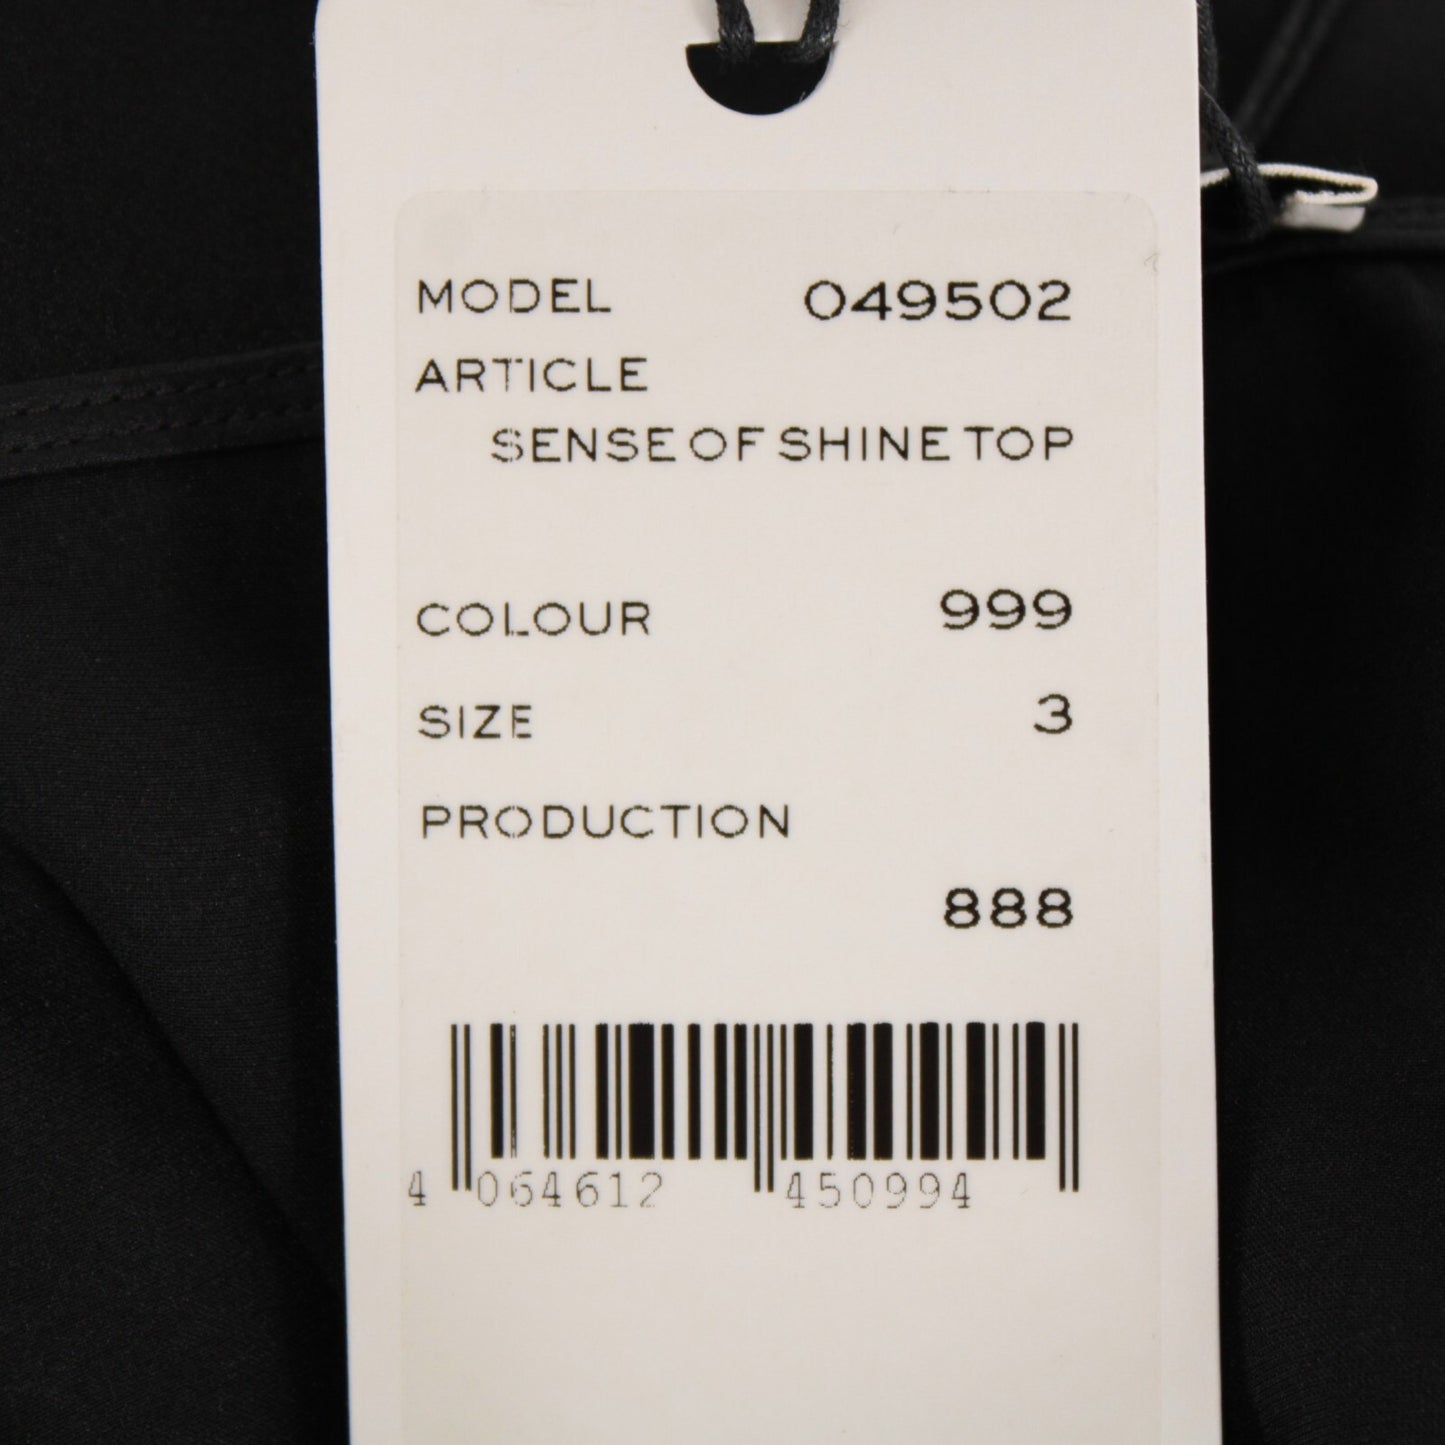 MODEL 049502
ARTICLE
SENSE OF SHINE TOP
COLOUR 999
SIZE 3
PRODUCTION
888
4 064612 450994